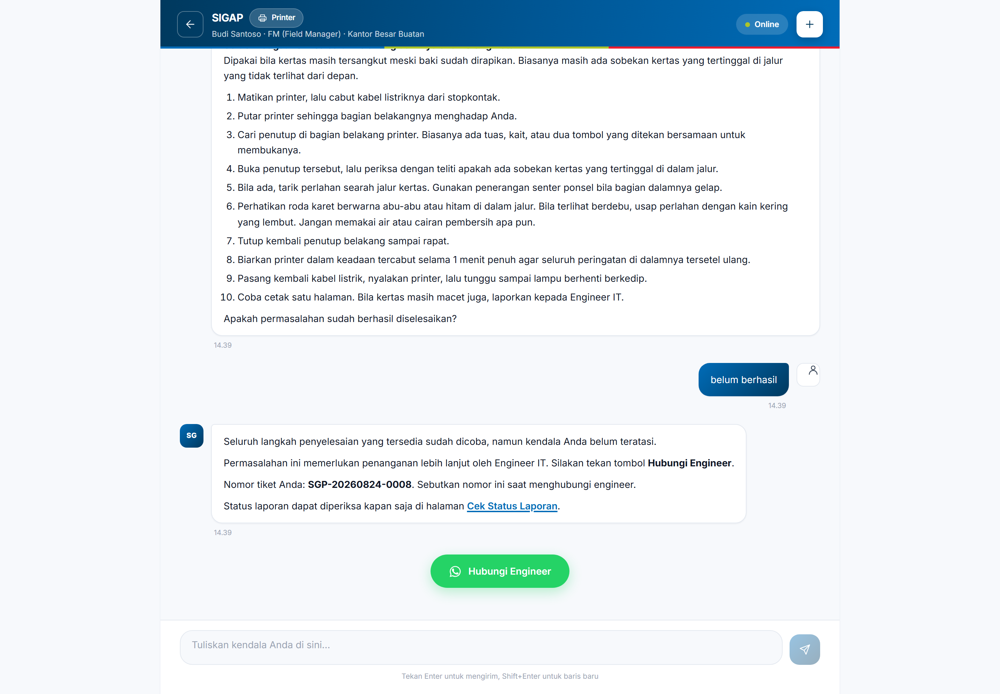 SIGAP
Printer
Budi Santoso · FM (Field Manager) · Kantor Besar Buatan
Online
Dipakai bila kertas masih tersangkut meski baki sudah dirapikan. Biasanya masih ada sobekan kertas yang tertinggal di jalur
yang tidak terlihat dari depan.
1. Matikan printer, lalu cabut kabel listriknya dari stopkontak.
2. Putar printer sehingga bagian belakangnya menghadap Anda.
3. Cari penutup di bagian belakang printer. Biasanya ada tuas, kait, atau dua tombol yang ditekan bersamaan untuk
membukanya.
4. Buka penutup tersebut, lalu periksa dengan teliti apakah ada sobekan kertas yang tertinggal di dalam jalur.
5. Bila ada, tarik perlahan searah jalur kertas. Gunakan penerangan senter ponsel bila bagian dalamnya gelap.
6. Perhatikan roda karet berwarna abu-abu atau hitam di dalam jalur. Bila terlihat berdebu, usap perlahan dengan kain kering
yang lembut. Jangan memakai air atau cairan pembersih apa pun.
7. Tutup kembali penutup belakang sampai rapat.
8. Biarkan printer dalam keadaan tercabut selama 1 menit penuh agar seluruh peringatan di dalamnya tersetel ulang.
9. Pasang kembali kabel listrik, nyalakan printer, lalu tunggu sampai lampu berhenti berkedip.
10. Coba cetak satu halaman. Bila kertas masih macet juga, laporkan kepada Engineer IT.
Apakah permasalahan sudah berhasil diselesaikan?
14.39
belum berhasil
14.39
SG
Seluruh langkah penyelesaian yang tersedia sudah dicoba, namun kendala Anda belum teratasi.
Permasalahan ini memerlukan penanganan lebih lanjut oleh Engineer IT. Silakan tekan tombol Hubungi Engineer.
Nomor tiket Anda: SGP-20260824-0008. Sebutkan nomor ini saat menghubungi engineer.
Status laporan dapat diperiksa kapan saja di halaman Cek Status Laporan.
14.39
Hubungi Engineer
Tuliskan kendala Anda di sini...
Tekan Enter untuk mengirim, Shift+Enter untuk baris baru